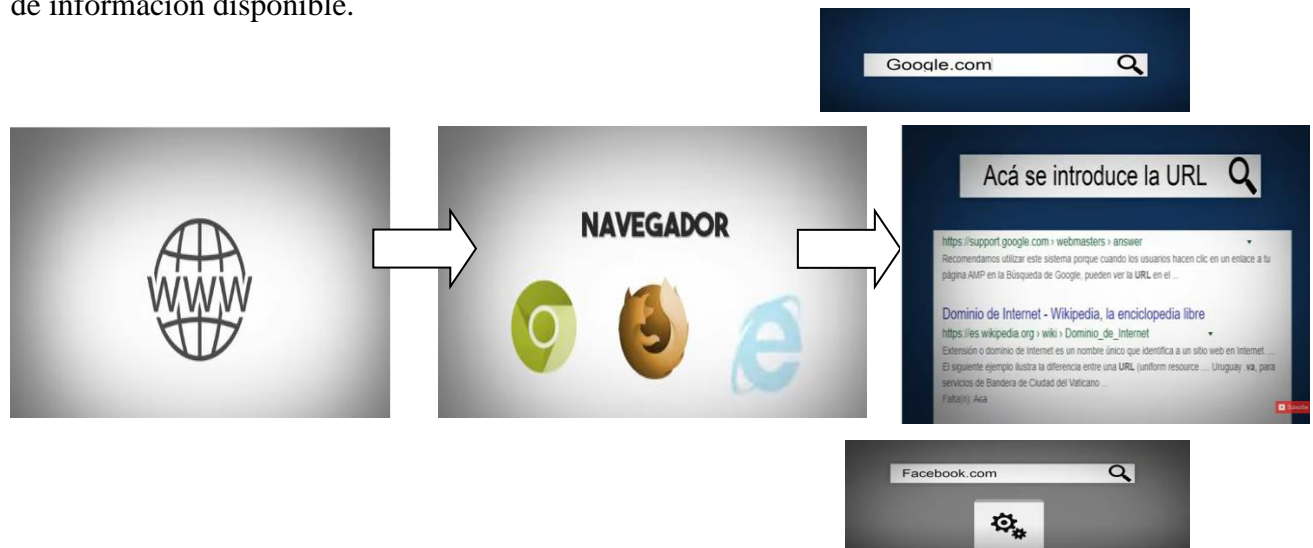 de información disponible.
Google.com
WWW
NAVEGADOR
Acá se introduce la URL
https://support.google.com › webmasters › answer
Recomendamos utilizar este sistema porque cuando los usuarios hacen clic en un enlace a tu
página AMP en la Búsqueda de Google, pueden ver la URL en el ...
Dominio de Internet - Wikipedia, la enciclopedia libre
https://es.wikipedia.org › wiki › Dominio_de_Internet
Extensión o dominio de Internet es un nombre único que identifica a un sitio web en Internet. ...
El siguiente ejemplo ilustra la diferencia entre una URL (uniform resource .... Uruguay .va, para
servicios de Bandera de Ciudad del Vaticano ...
Falta(n): Aca
Subscribe
Facebook.com